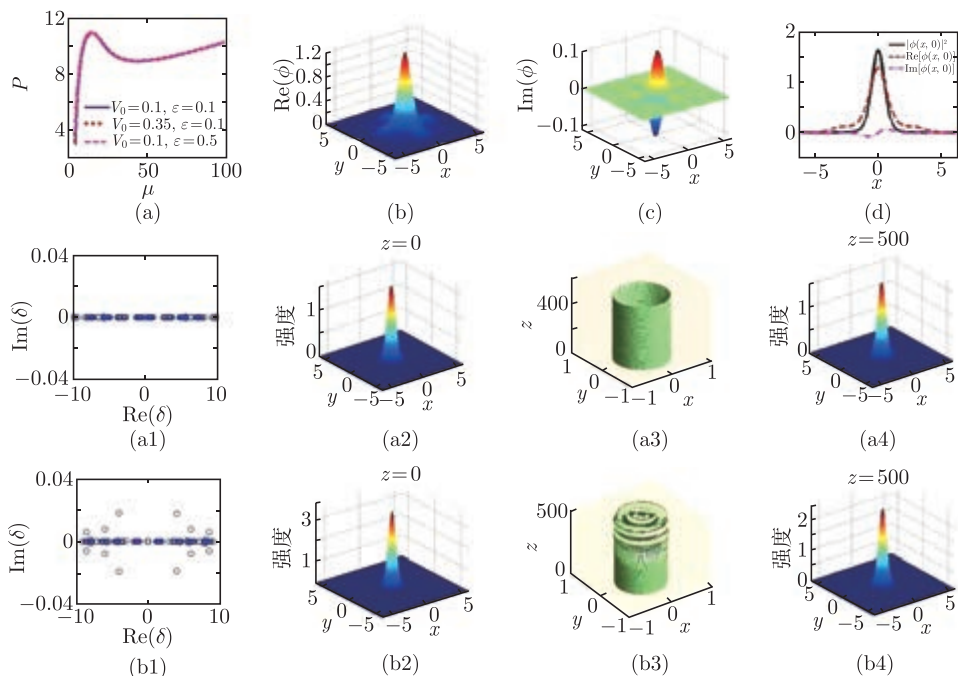 12
8
4
P
V₀=0.1, ε=0.1
V₀=0.35, ε=0.1
V₀=0.1, ε=0.5
0 50 100
μ
(a)
1.2
0.8
0.4
0
Re(ϕ)
5 0 −5 −5 0 5
y x
(b)
0.1
0
−0.1
Im(ϕ)
5 0 −5 −5 0 5
y x
(c)
2
1
0
|ϕ(x, 0)|²
Re[ϕ(x, 0)]
Im[ϕ(x, 0)]
−5 0 5
x
(d)
0.04
0
−0.04
Im(δ)
−10 0 10
Re(δ)
(a1)
z=0
1
0
强度
5 0 −5 −5 0 5
y x
(a2)
400
0
z
1 0 −1 −1 0 1
y x
(a3)
z=500
1
0
强度
5 0 −5 −5 0 5
y x
(a4)
0.04
0
−0.04
Im(δ)
−10 0 10
Re(δ)
(b1)
z=0
3
2
1
强度
5 0 −5 −5 0 5
y x
(b2)
500
0
z
1 0 −1 −1 0 1
y x
(b3)
z=500
2
1
0
强度
5 0 −5 −5 0 5
y x
(b4)